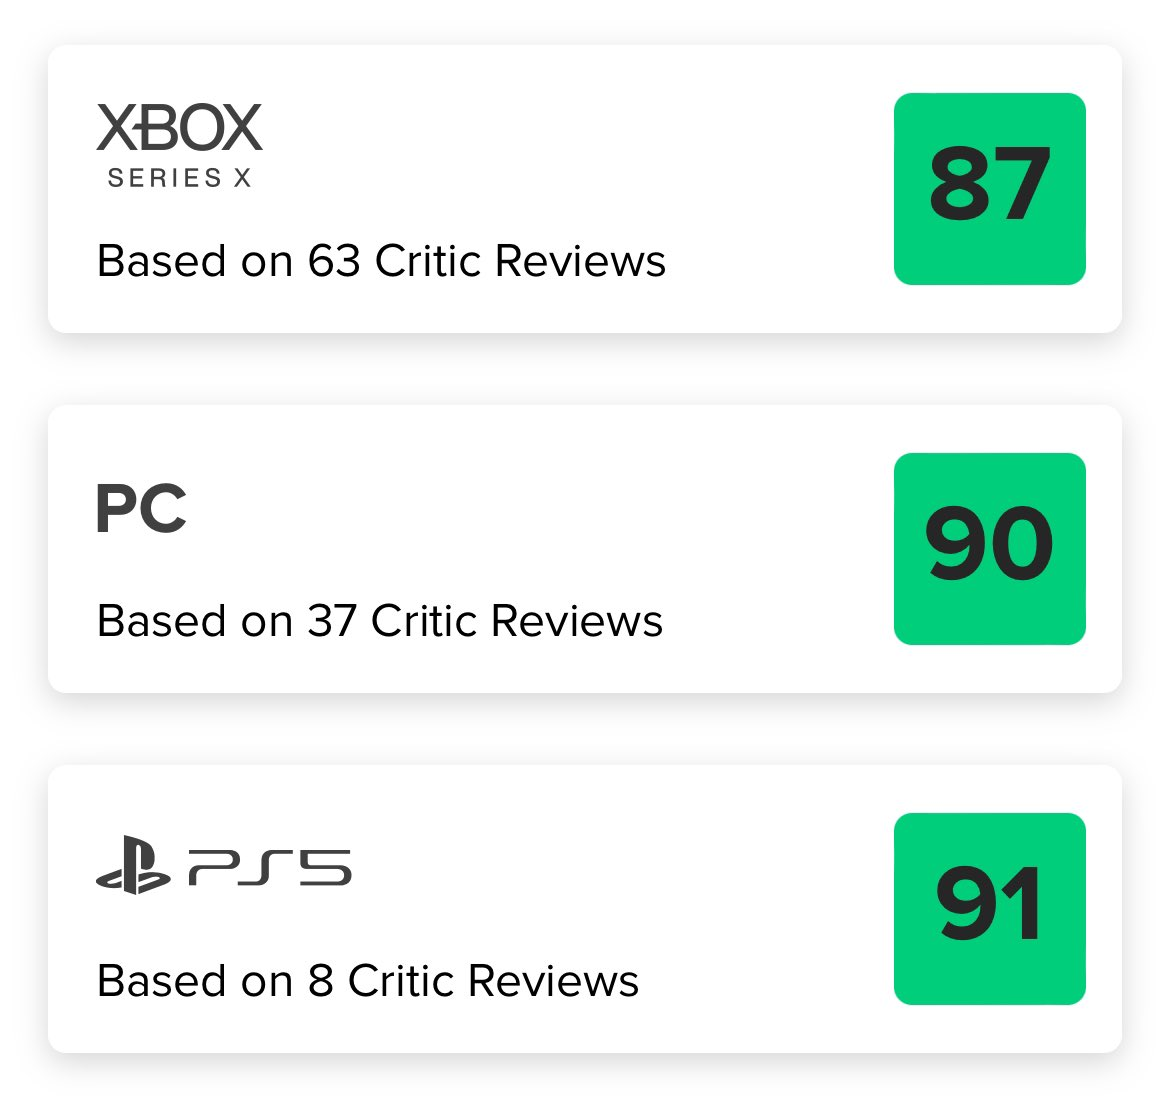 XBOX
SERIES X
87
Based on 63 Critic Reviews
PC
90
Based on 37 Critic Reviews
PS5
91
Based on 8 Critic Reviews